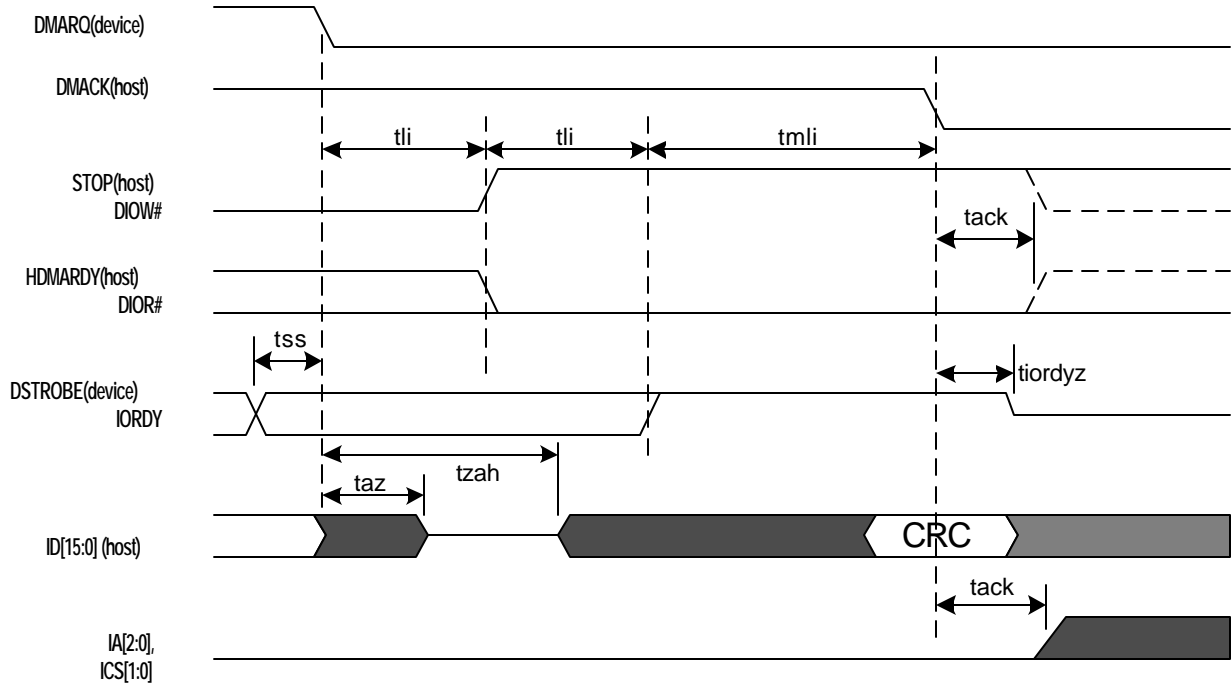 DMARQ(device)
DMACK(host)
tli
tli
tmli
STOP(host)
DIOW#
tack
HDMARDY(host)
DIOR#
tss
tiordyz
DSTROBE(device)
IORDY
tzah
taz
ID[15:0] (host)
CRC
tack
IA[2:0],
ICS[1:0]